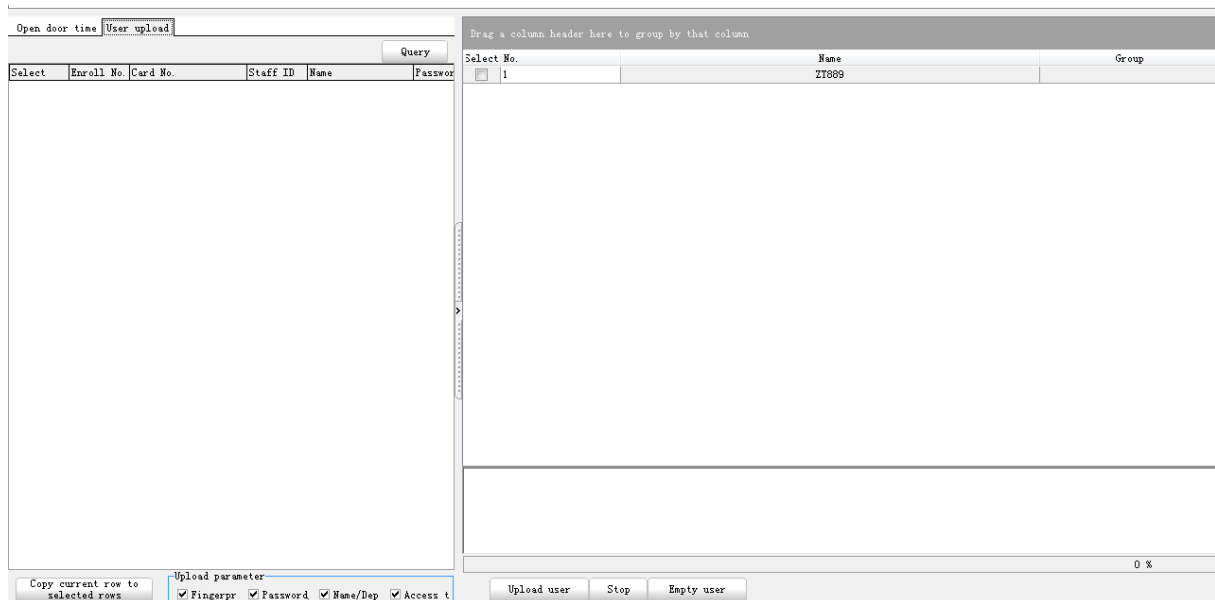 Open door time User upload
Query
Select Enroll No. Card No. Staff ID Name Passwor
Drag a column header here to group by that column
Select No. Name Group
1 ZT889
0 %
Copy current row to
selected rows
Upload parameter
Fingerpr Password Name/Dep Access t
Upload user Stop Empty user